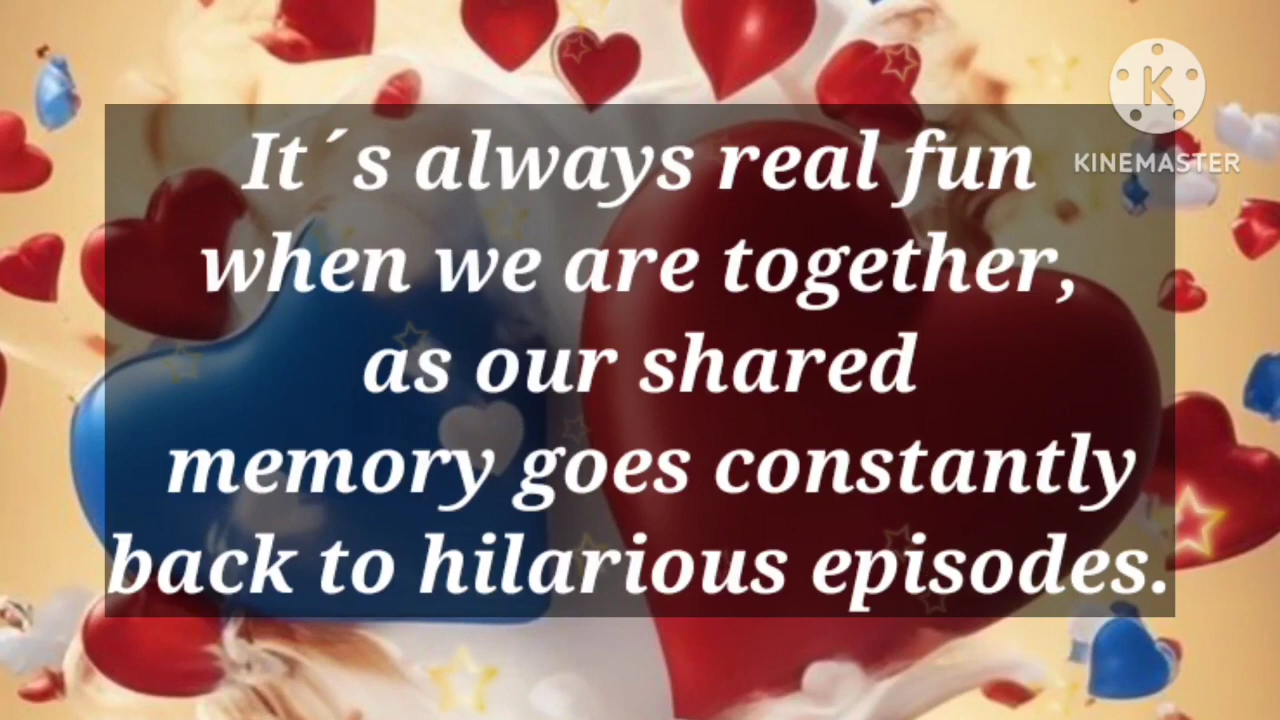 It´s always real fun
when we are together,
as our shared
memory goes constantly
back to hilarious episodes.
K
KINEMASTER